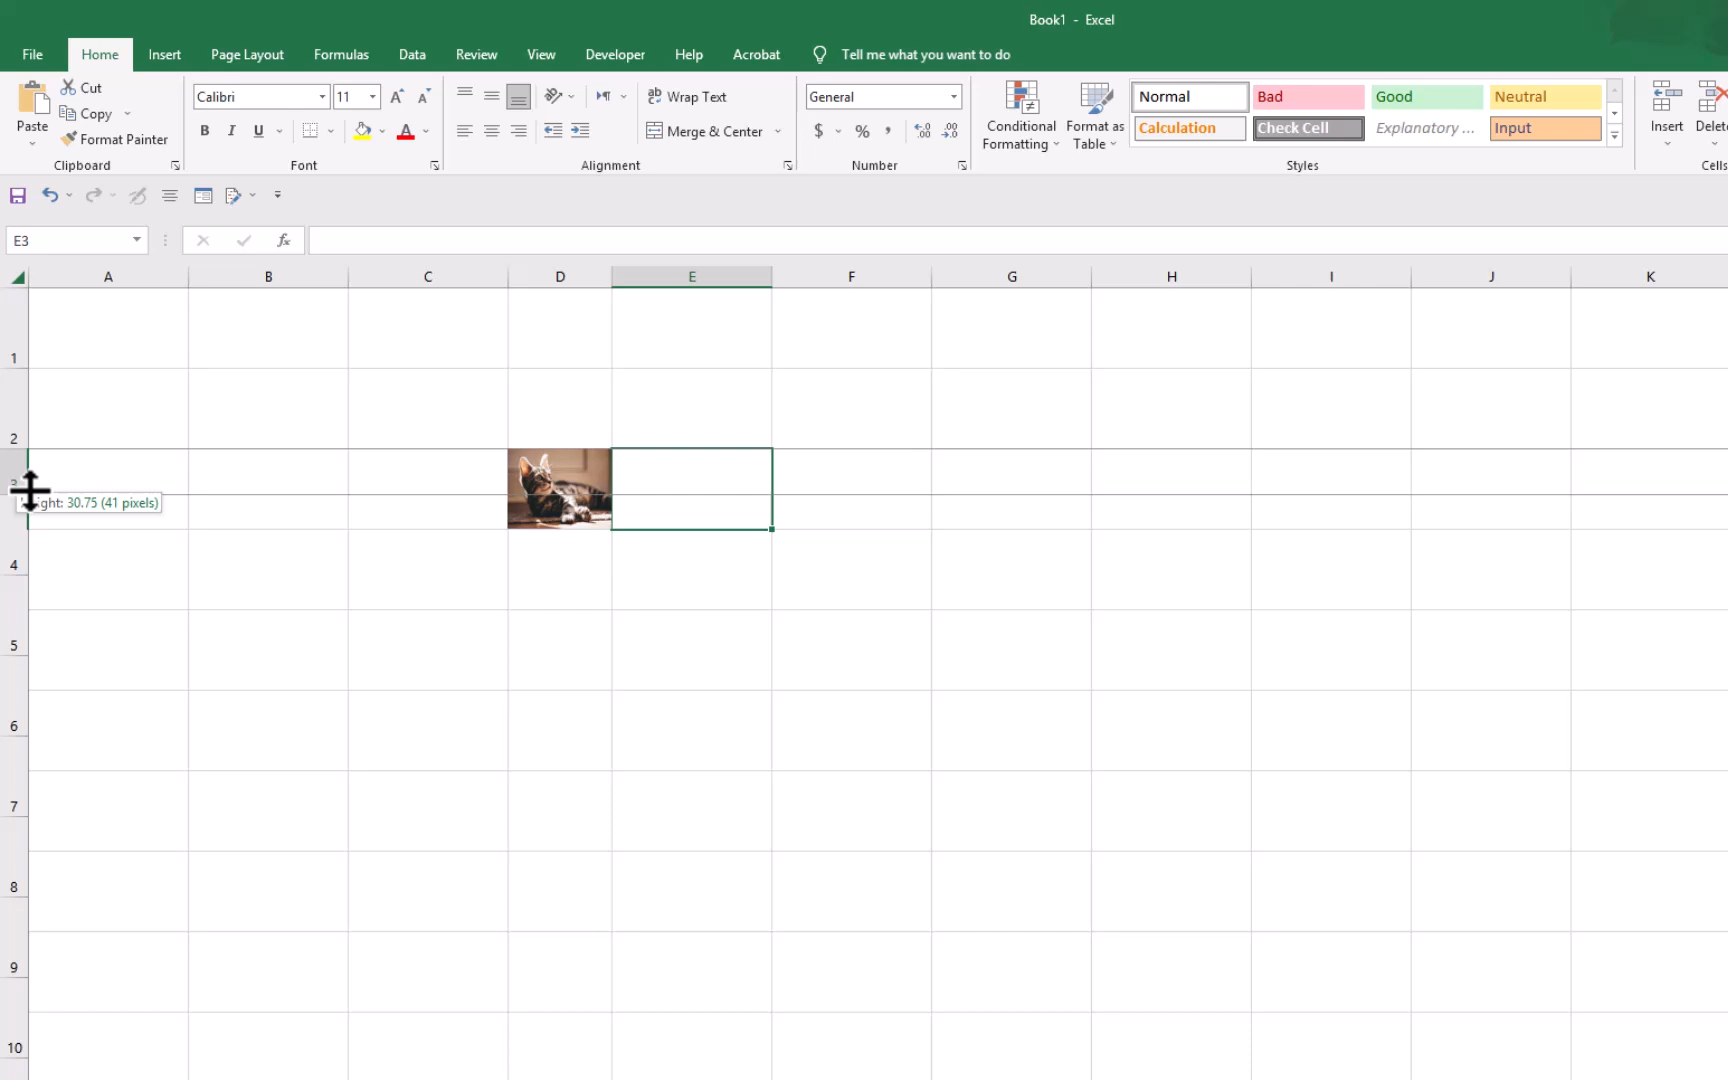 Book1 - Excel
File Home Insert Page Layout Formulas Data Review View Developer Help Acrobat Tell me what you want to do
Paste
Cut
Copy
Format Painter
Clipboard
Calibri 11
B I U
Font
Wrap Text
Merge & Center
Alignment
General
$ % ,
Number
Conditional Formatting
Format as Table
Normal Bad Good Neutral
Calculation Check Cell Explanatory ... Input
Styles
Insert
Cells
E3
fx
A B C D E F G H I J K
1
2
30.75 (41 pixels)
4
5
6
7
8
9
10